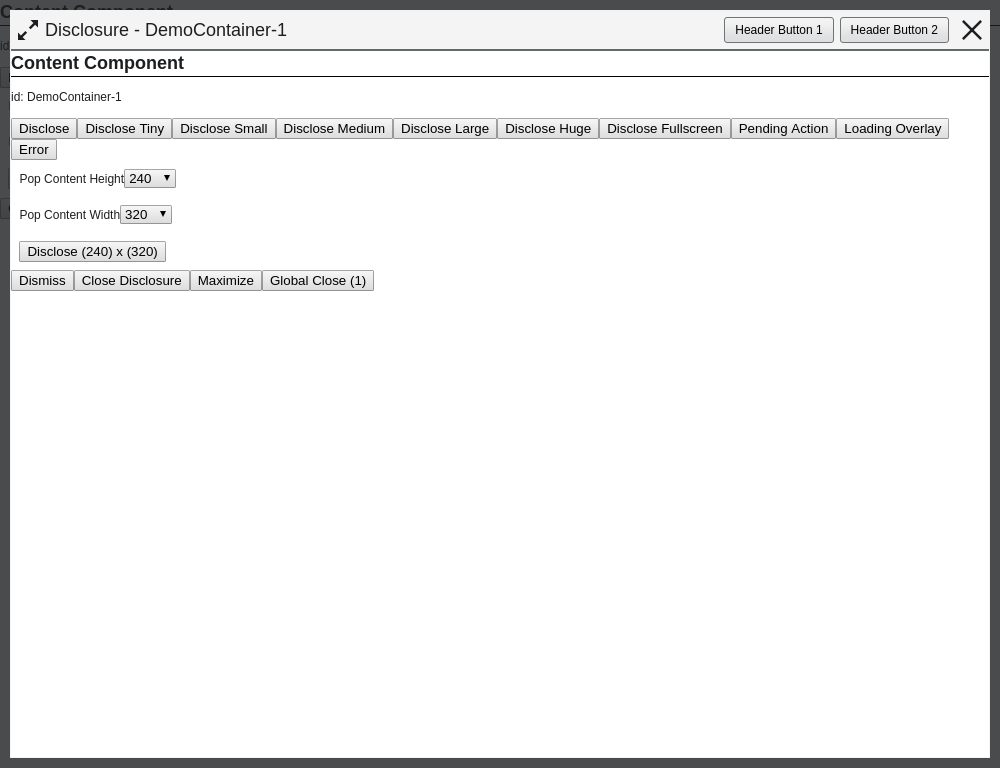 Disclosure - DemoContainer-1
Header Button 1 Header Button 2
Content Component
id: DemoContainer-1
Disclose Disclose Tiny Disclose Small Disclose Medium Disclose Large Disclose Huge Disclose Fullscreen Pending Action Loading Overlay
Error
Pop Content Height 240
Pop Content Width 320
Disclose (240) x (320)
Dismiss Close Disclosure Maximize Global Close (1)